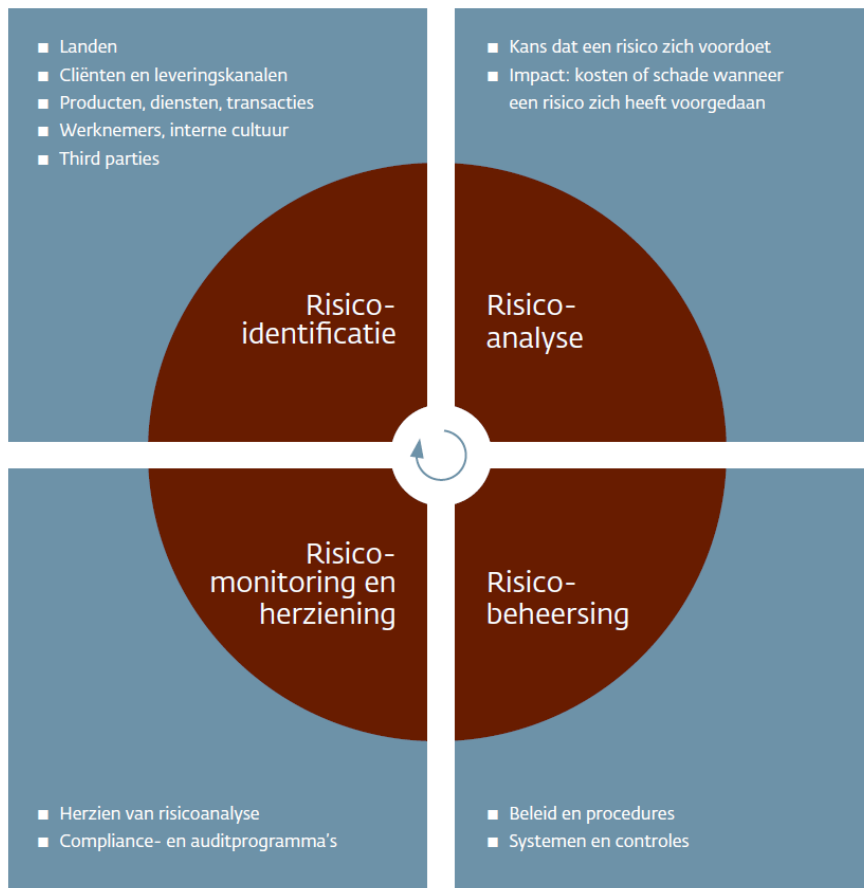 ■ Landen
■ Cliënten en leveringskanalen
■ Producten, diensten, transacties
■ Werknemers, interne cultuur
■ Third parties
Risico-
identificatie
■ Kans dat een risico zich voordoet
■ Impact: kosten of schade wanneer
een risico zich heeft voorgedaan
Risico-
analyse
Risico-
monitoring en
herziening
■ Herzien van risicoanalyse
■ Compliance- en auditprogramma's
Risico-
beheersing
■ Beleid en procedures
■ Systemen en controles